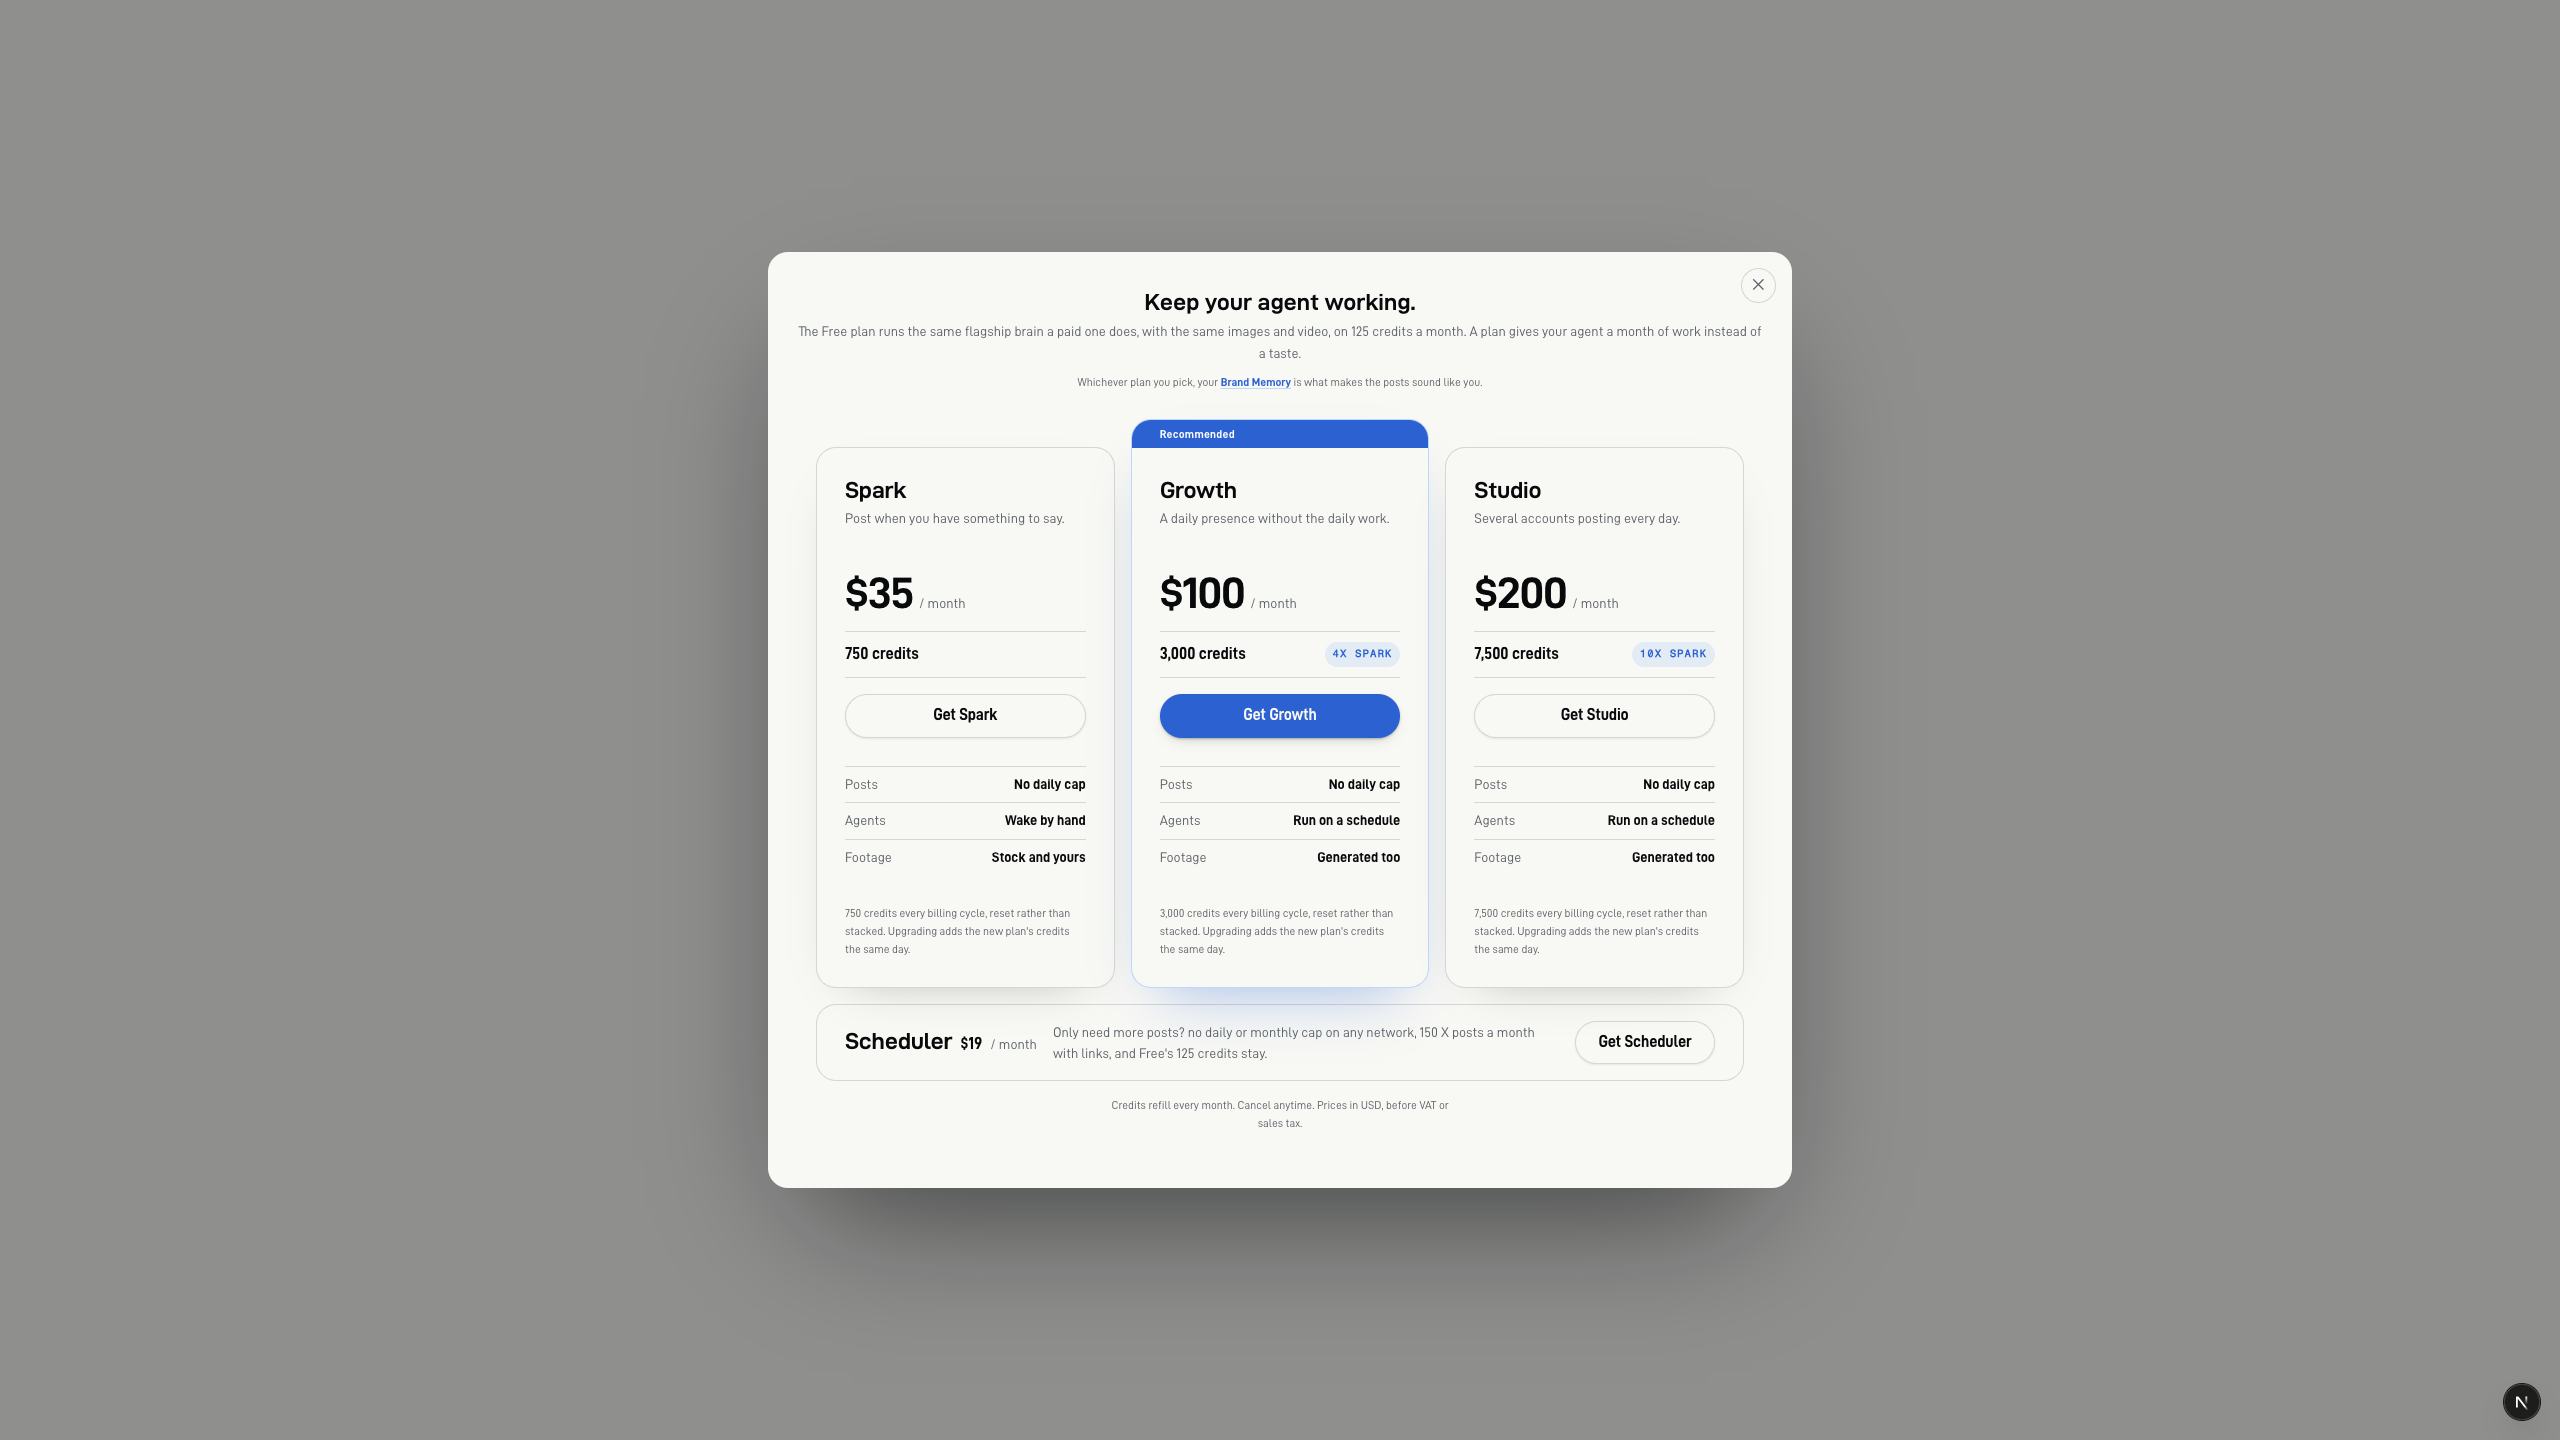 Keep your agent working.
The Free plan runs the same flagship brain a paid one does, with the same images and video, on 125 credits a month. A plan gives your agent a month of work instead of
a taste.
Whichever plan you pick, your Brand Memory is what makes the posts sound like you.
Spark
Post when you have something to say.
$35 / month
750 credits
Get Spark
Posts No daily cap
Agents Wake by hand
Footage Stock and yours
750 credits every billing cycle, reset rather than
stacked. Upgrading adds the new plan's credits
the same day.
Recommended
Growth
A daily presence without the daily work.
$100 / month
3,000 credits 4X SPARK
Get Growth
Posts No daily cap
Agents Run on a schedule
Footage Generated too
3,000 credits every billing cycle, reset rather than
stacked. Upgrading adds the new plan's credits
the same day.
Studio
Several accounts posting every day.
$200 / month
7,500 credits 10X SPARK
Get Studio
Posts No daily cap
Agents Run on a schedule
Footage Generated too
7,500 credits every billing cycle, reset rather than
stacked. Upgrading adds the new plan's credits
the same day.
Scheduler $19 / month
Only need more posts? no daily or monthly cap on any network, 150 X posts a month
with links, and Free's 125 credits stay.
Get Scheduler
Credits refill every month. Cancel anytime. Prices in USD, before VAT or
sales tax.
N